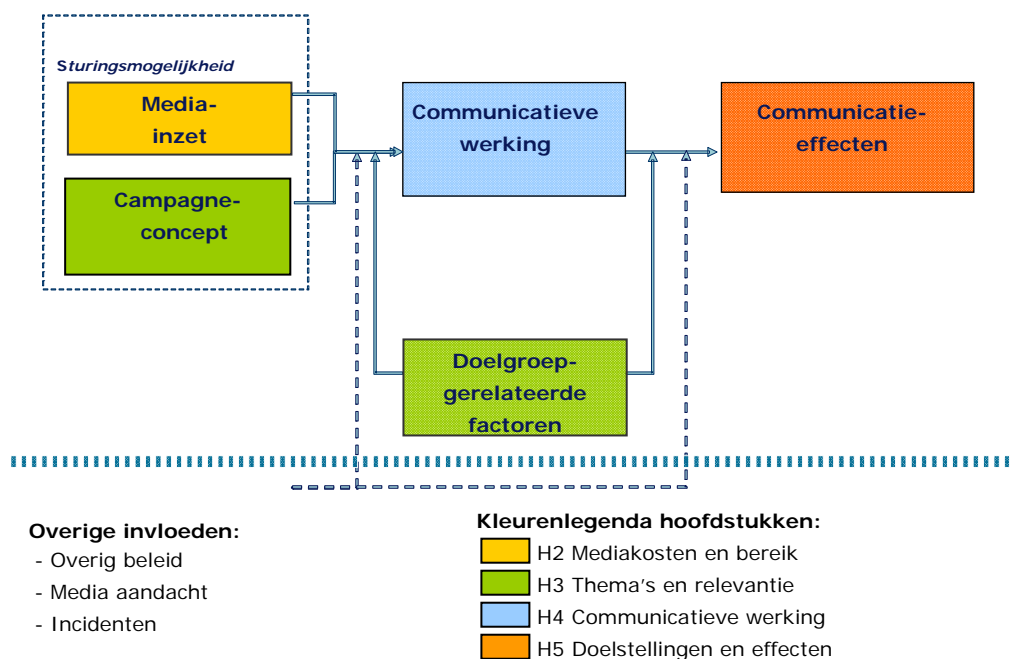 Sturingsmogelijkheid
Media-
inzet
Campagne-
concept
Communicatieve
werking
Communicatie-
effecten
Doelgroep-
gerelateerde
factoren
Overige invloeden:
- Overig beleid
- Media aandacht
- Incidenten
Kleurenlegenda hoofdstukken:
H2 Mediakosten en bereik
H3 Thema's en relevantie
H4 Communicatieve werking
H5 Doelstellingen en effecten